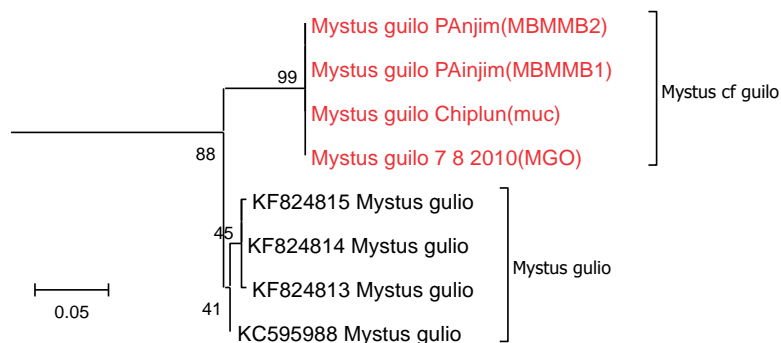 Mystus guilo PAnjim(MBMMB2)
Mystus guilo PAinjim(MBMMB1)
99
Mystus cf guilo
Mystus guilo Chiplun(muc)
Mystus guilo 7 8 2010(MGO)
88
KF824815 Mystus gulio
45
KF824814 Mystus gulio
Mystus gulio
KF824813 Mystus gulio
41
0.05
KC595988 Mystus gulio